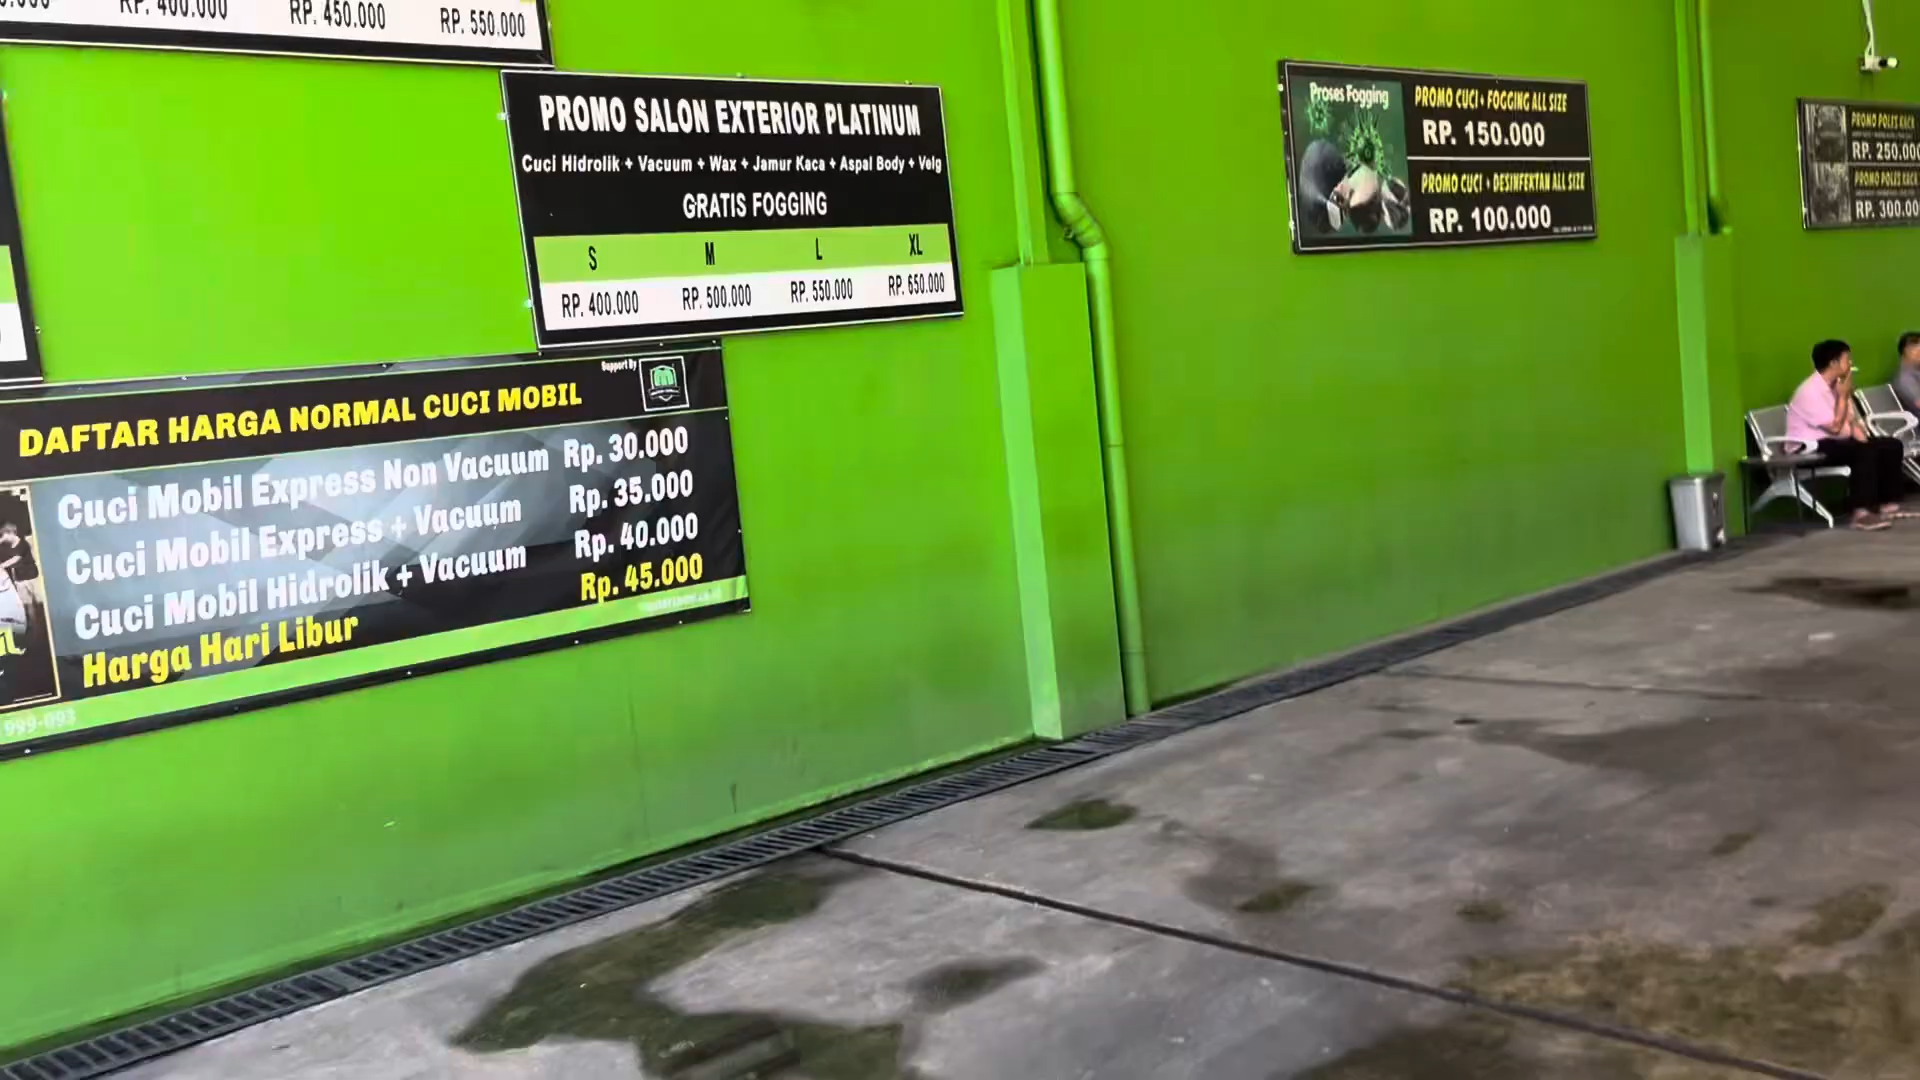 RP. 400.000 RP. 450.000 RP. 550.000
PROMO SALON EXTERIOR PLATINUM
Cuci Hidrolik + Vacuum + Wax + Jamur Kaca + Aspal Body + Velg
GRATIS FOGGING
S M L XL
RP. 400.000 RP. 500.000 RP. 550.000 RP. 650.000
Support By
DAFTAR HARGA NORMAL CUCI MOBIL
Cuci Mobil Express Non Vacuum Rp. 30.000
Cuci Mobil Express + Vacuum Rp. 35.000
Cuci Mobil Hidrolik + Vacuum Rp. 40.000
Harga Hari Libur Rp. 45.000
999-093
Proses Fogging
PROMO CUCI + FOGGING ALL SIZE
RP. 150.000
PROMO CUCI + DESINFEKTAN ALL SIZE
RP. 100.000
PROMO POLES KACA
RP. 250.000
PROMO POLES KACA
RP. 300.00